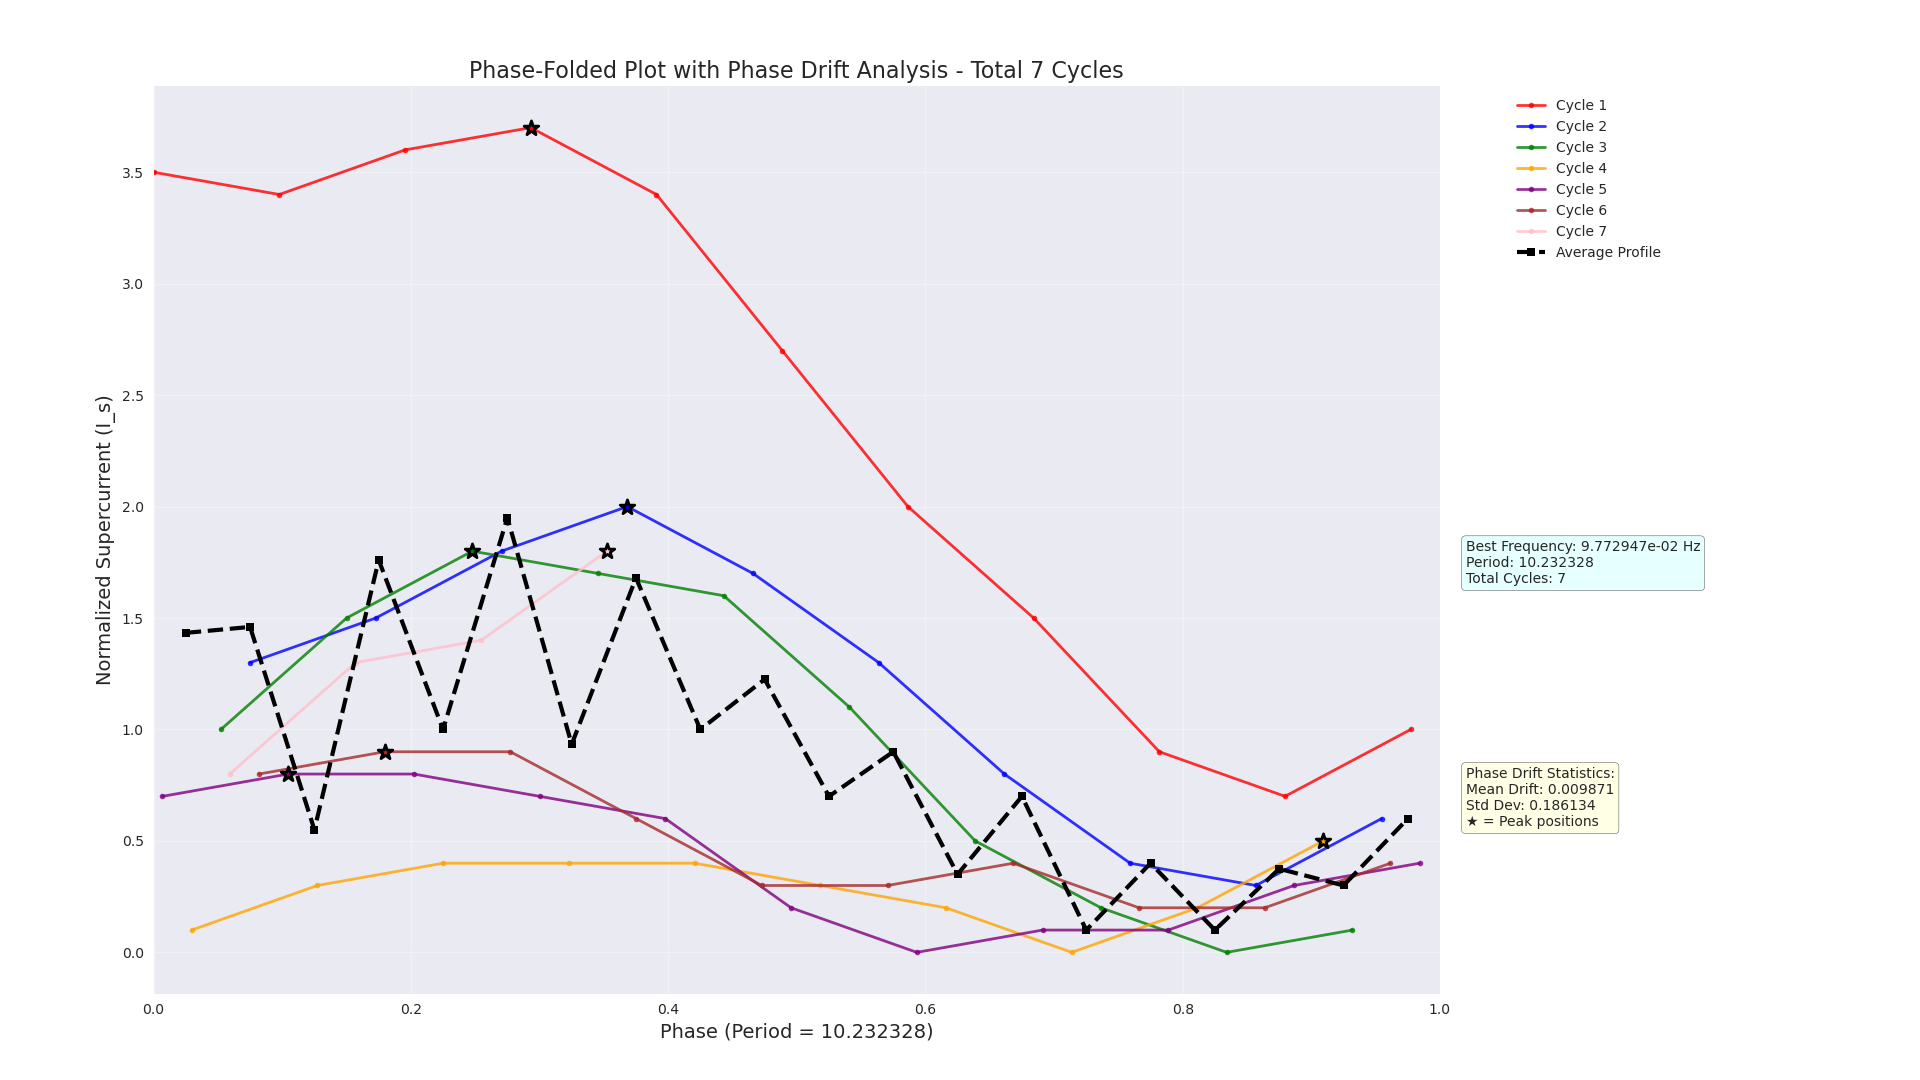 Phase-Folded Plot with Phase Drift Analysis - Total 7 Cycles
Normalized Supercurrent (I_s)
3.5
3.0
2.5
2.0
1.5
1.0
0.5
0.0
0.0
0.2
0.4
0.6
0.8
1.0
Phase (Period = 10.232328)
Cycle 1
Cycle 2
Cycle 3
Cycle 4
Cycle 5
Cycle 6
Cycle 7
Average Profile
Best Frequency: 9.772947e-02 Hz
Period: 10.232328
Total Cycles: 7
Phase Drift Statistics:
Mean Drift: 0.009871
Std Dev: 0.186134
★ = Peak positions